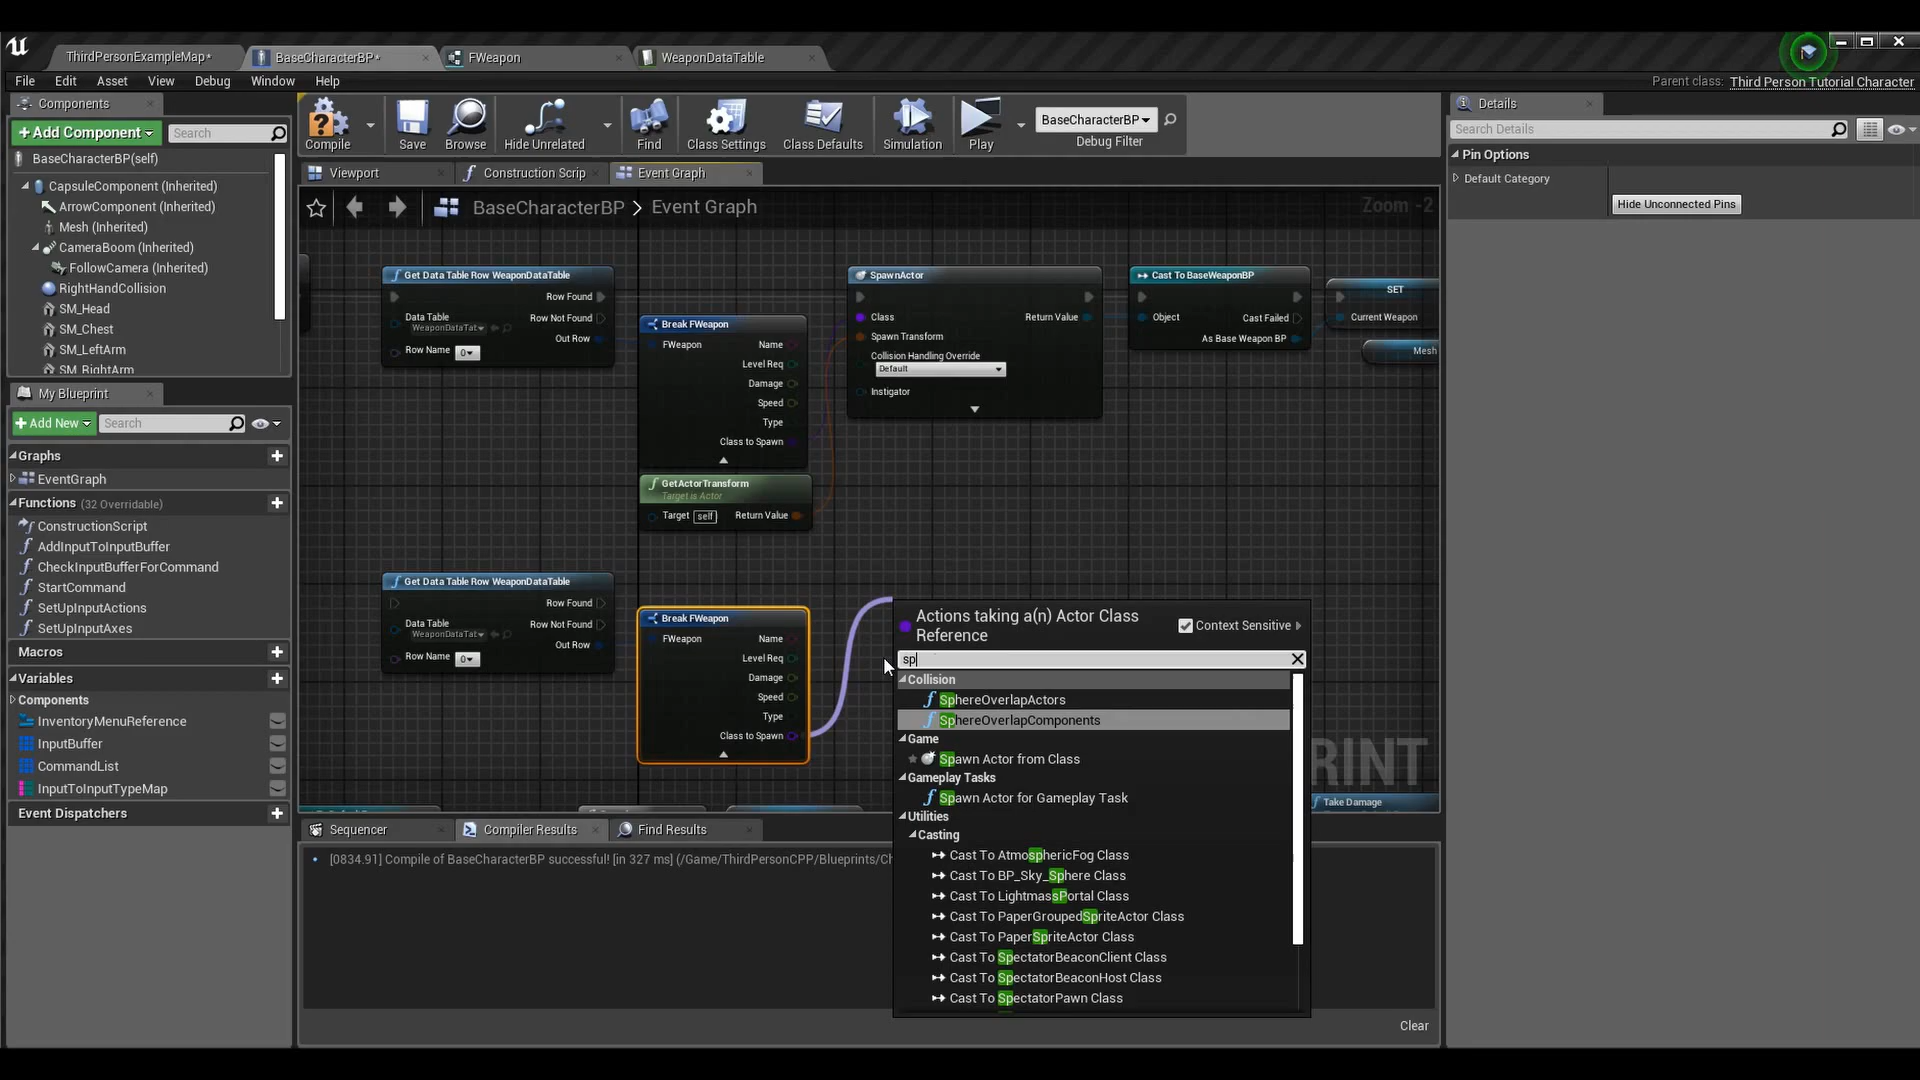 ThirdPersonExampleMap*
BaseCharacterBP*
FWeapon
WeaponDataTable
File Edit Asset View Debug Window Help
Parent class: Third Person Tutorial Character
Components
+Add Component
Search
BaseCharacterBP(self)
CapsuleComponent (Inherited)
ArrowComponent (Inherited)
Mesh (Inherited)
CameraBoom (Inherited)
FollowCamera (Inherited)
RightHandCollision
SM_Head
SM_Chest
SM_LeftArm
SM_RightArm
My Blueprint
+Add New
Search
Graphs
EventGraph
Functions (32 Overridable)
ConstructionScript
AddInputToInputBuffer
CheckInputBufferForCommand
StartCommand
SetUpInputActions
SetUpInputAxes
Macros
Variables
Components
InventoryMenuReference
InputBuffer
CommandList
InputToInputTypeMap
Event Dispatchers
Compile
Save
Browse
Hide Unrelated
Find
Class Settings
Class Defaults
Simulation
Play
BaseCharacterBP
Debug Filter
Viewport
Construction Scrip
Event Graph
BaseCharacterBP > Event Graph
Zoom -2
Get Data Table Row WeaponDataTable
Row Found
Data Table
WeaponDataTat
Row Not Found
Out Row
Row Name 0
Break FWeapon
FWeapon
Name
Level Req
Damage
Speed
Type
Class to Spawn
GetActorTransform
Target is Actor
Target self
Return Value
SpawnActor
Class
Return Value
Spawn Transform
Collision Handling Override
Default
Instigator
Cast To BaseWeaponBP
Object
Cast Failed
As Base Weapon BP
SET
Current Weapon
Mesh
Get Data Table Row WeaponDataTable
Row Found
Data Table
WeaponDataTat
Row Not Found
Out Row
Row Name 0
Break FWeapon
FWeapon
Name
Level Req
Damage
Speed
Type
Class to Spawn
Actions taking a(n) Actor Class
Reference
Context Sensitive
sp
Collision
SphereOverlapActors
SphereOverlapComponents
Game
Spawn Actor from Class
Gameplay Tasks
Spawn Actor for Gameplay Task
Utilities
Casting
Cast To AtmosphericFog Class
Cast To BP_Sky_Sphere Class
Cast To LightmassPortal Class
Cast To PaperGroupedSpriteActor Class
Cast To PaperSpriteActor Class
Cast To SpectatorBeaconClient Class
Cast To SpectatorBeaconHost Class
Cast To SpectatorPawn Class
RINT
Take Damage
Sequencer
Compiler Results
Find Results
[0834.91] Compile of BaseCharacterBP successful! [in 327 ms] (/Game/ThirdPersonCPP/Blueprints/Ch
Clear
Details
Search Details
Pin Options
Default Category
Hide Unconnected Pins